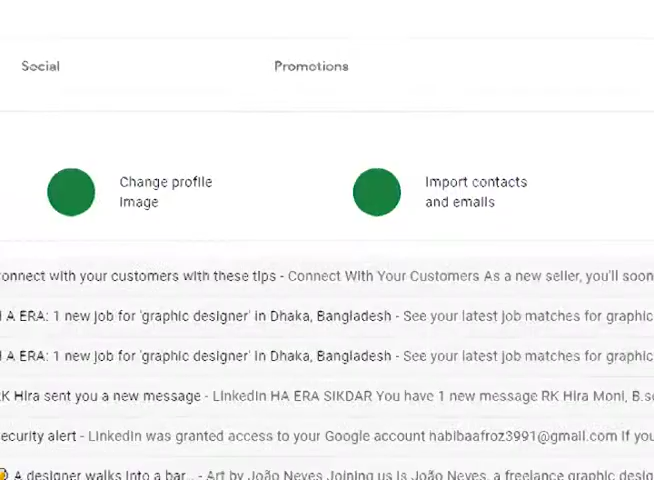 Social
Promotions
Change profile
image
Import contacts
and emails
onnect with your customers with these tips - Connect With Your Customers As a new seller, you'll soon
A ERA: 1 new job for 'graphic designer' in Dhaka, Bangladesh - See your latest job matches for graphic
A ERA: 1 new job for 'graphic designer' in Dhaka, Bangladesh - See your latest job matches for graphic
K Hira sent you a new message - LinkedIn HA ERA SIKDAR You have 1 new message RK Hira Moni, B.sc
ecurity alert - LinkedIn was granted access to your Google account habibaafroz3991@gmail.com If you
A designer walks into a bar... - Art by João Neves Joining us is João Neves, a freelance graphic desig